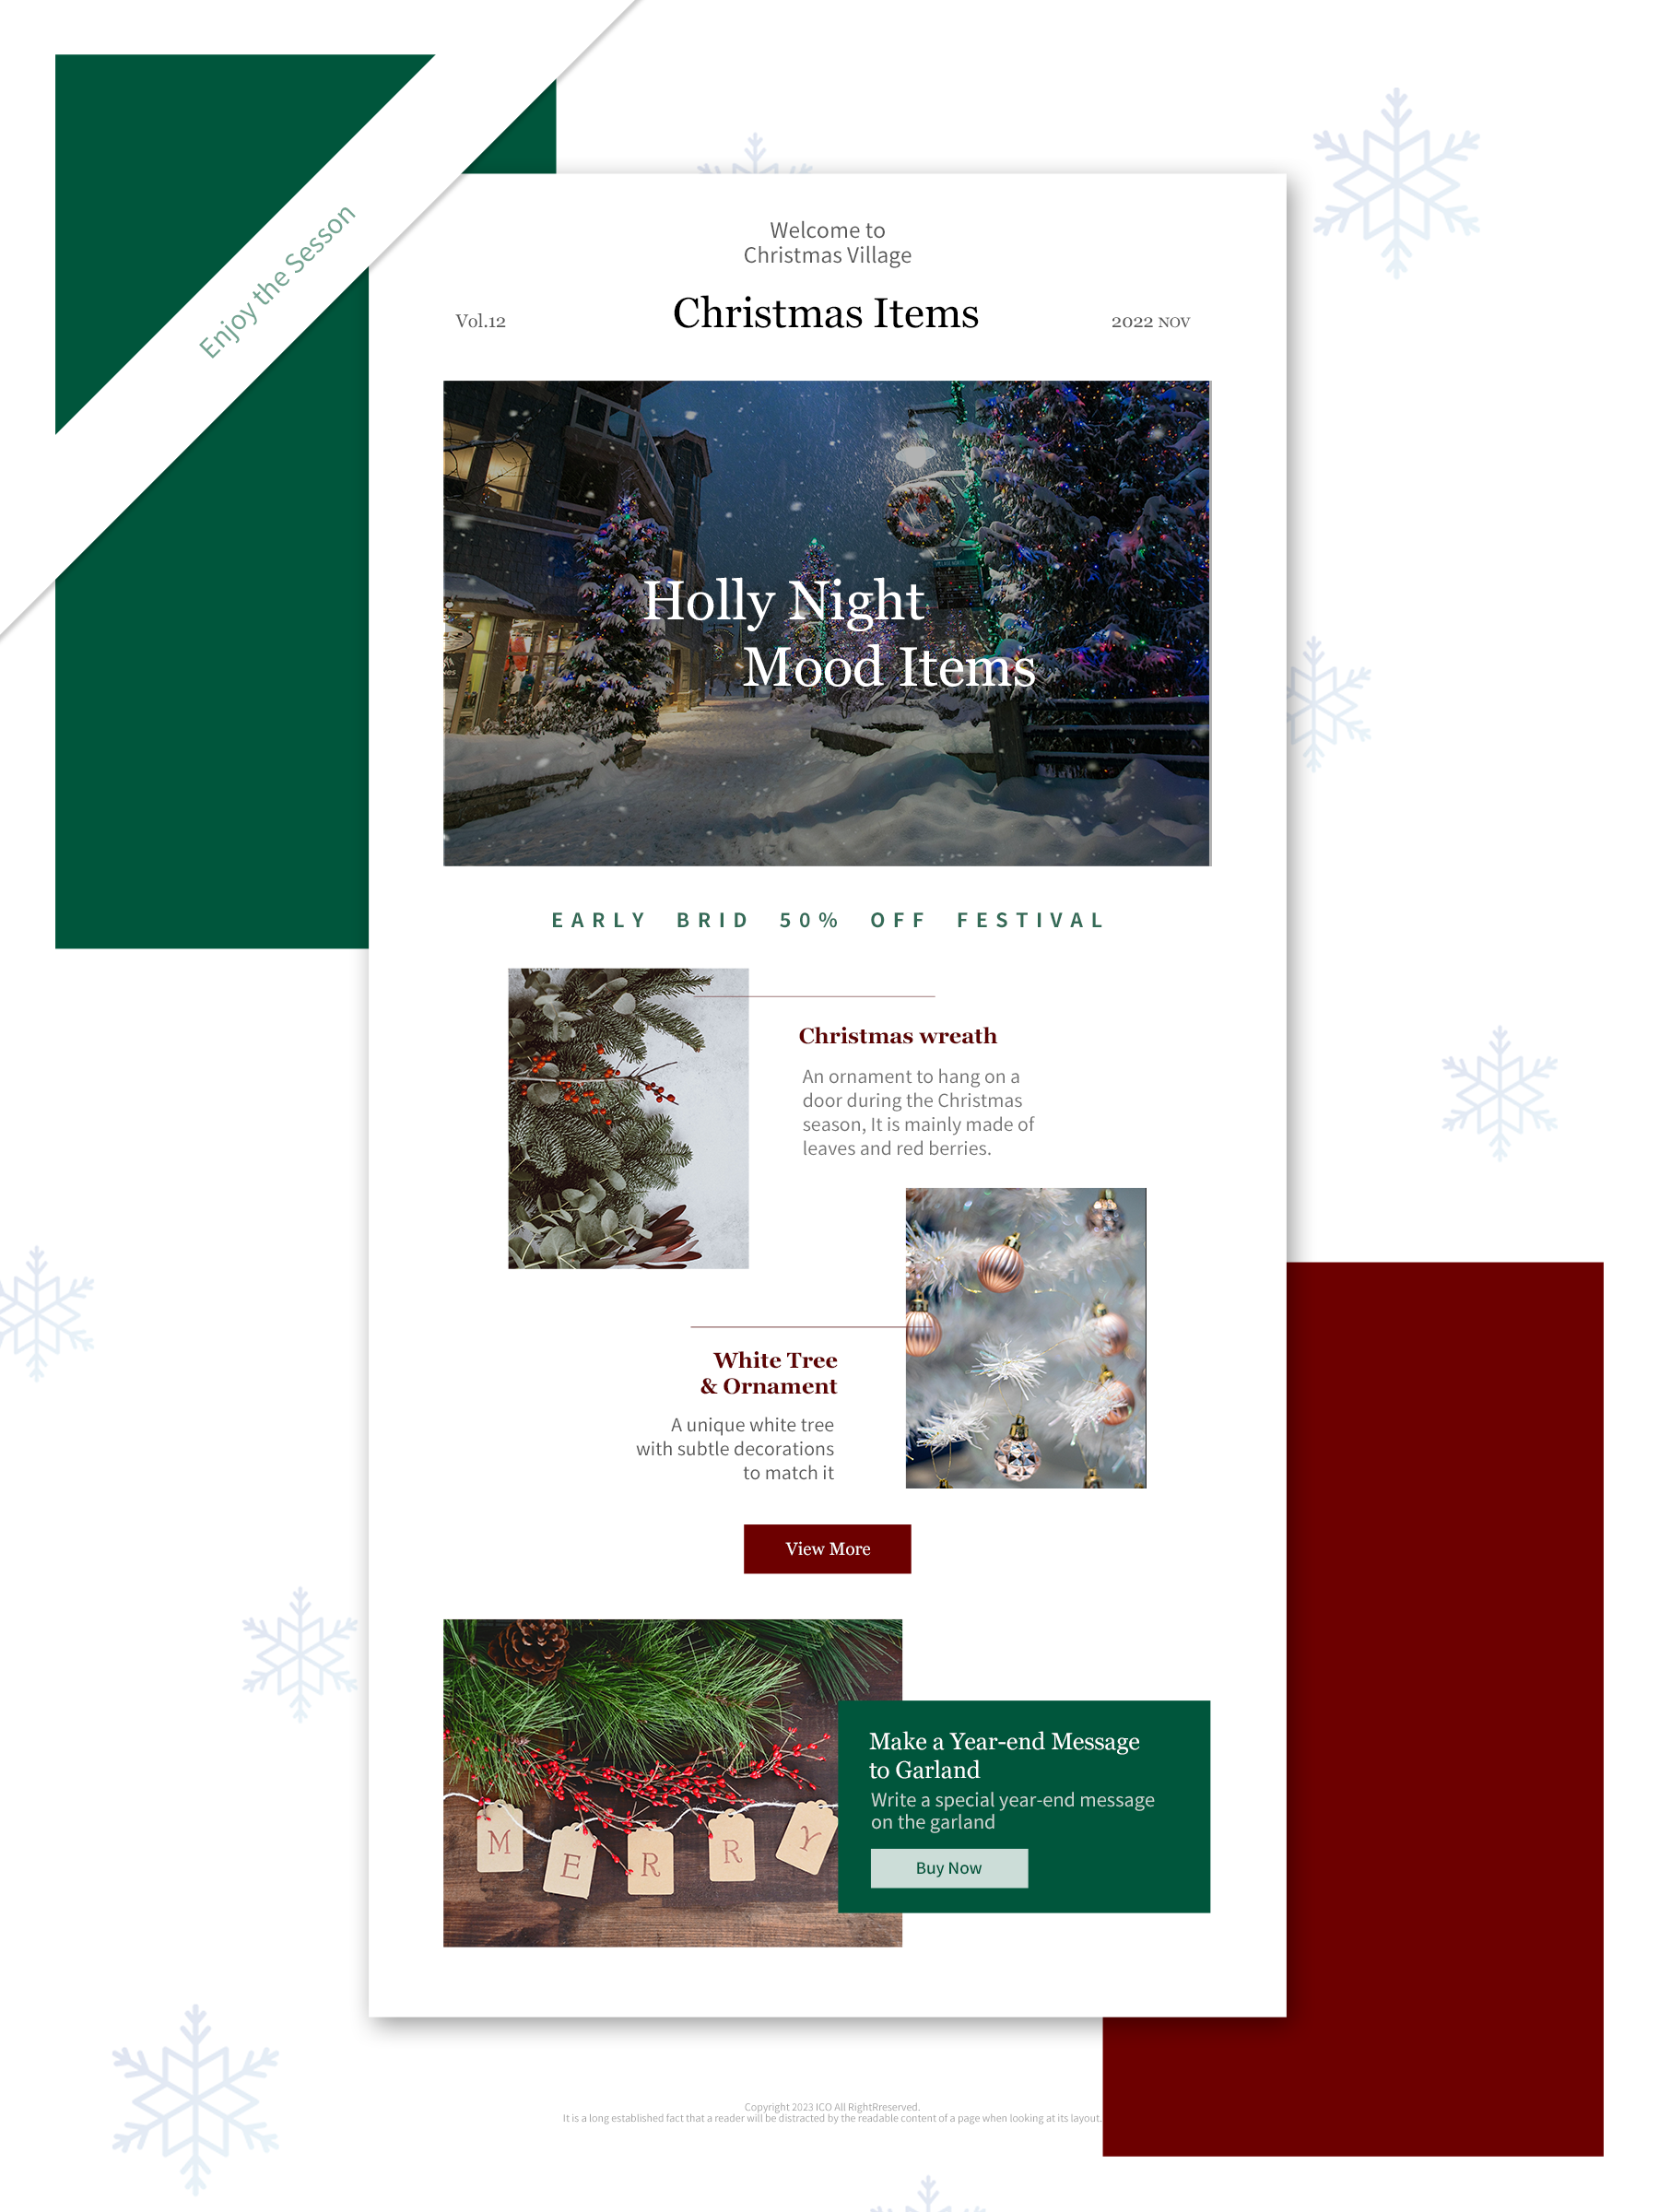 Enjoy the Sesson
Welcome to
Christmas Village
Vol.12
Christmas Items
2022 NOV
Holly Night
Mood Items
EARLY BRID 50% OFF FESTIVAL
Christmas wreath
An ornament to hang on a
door during the Christmas
season, It is mainly made of
leaves and red berries.
White Tree
& Ornament
A unique white tree
with subtle decorations
to match it
View More
M E R R Y
Make a Year-end Message
to Garland
Write a special year-end message
on the garland
Buy Now
Copyright 2023 ICO All RightRreserved.
It is a long established fact that a reader will be distracted by the readable content of a page when looking at its layout.